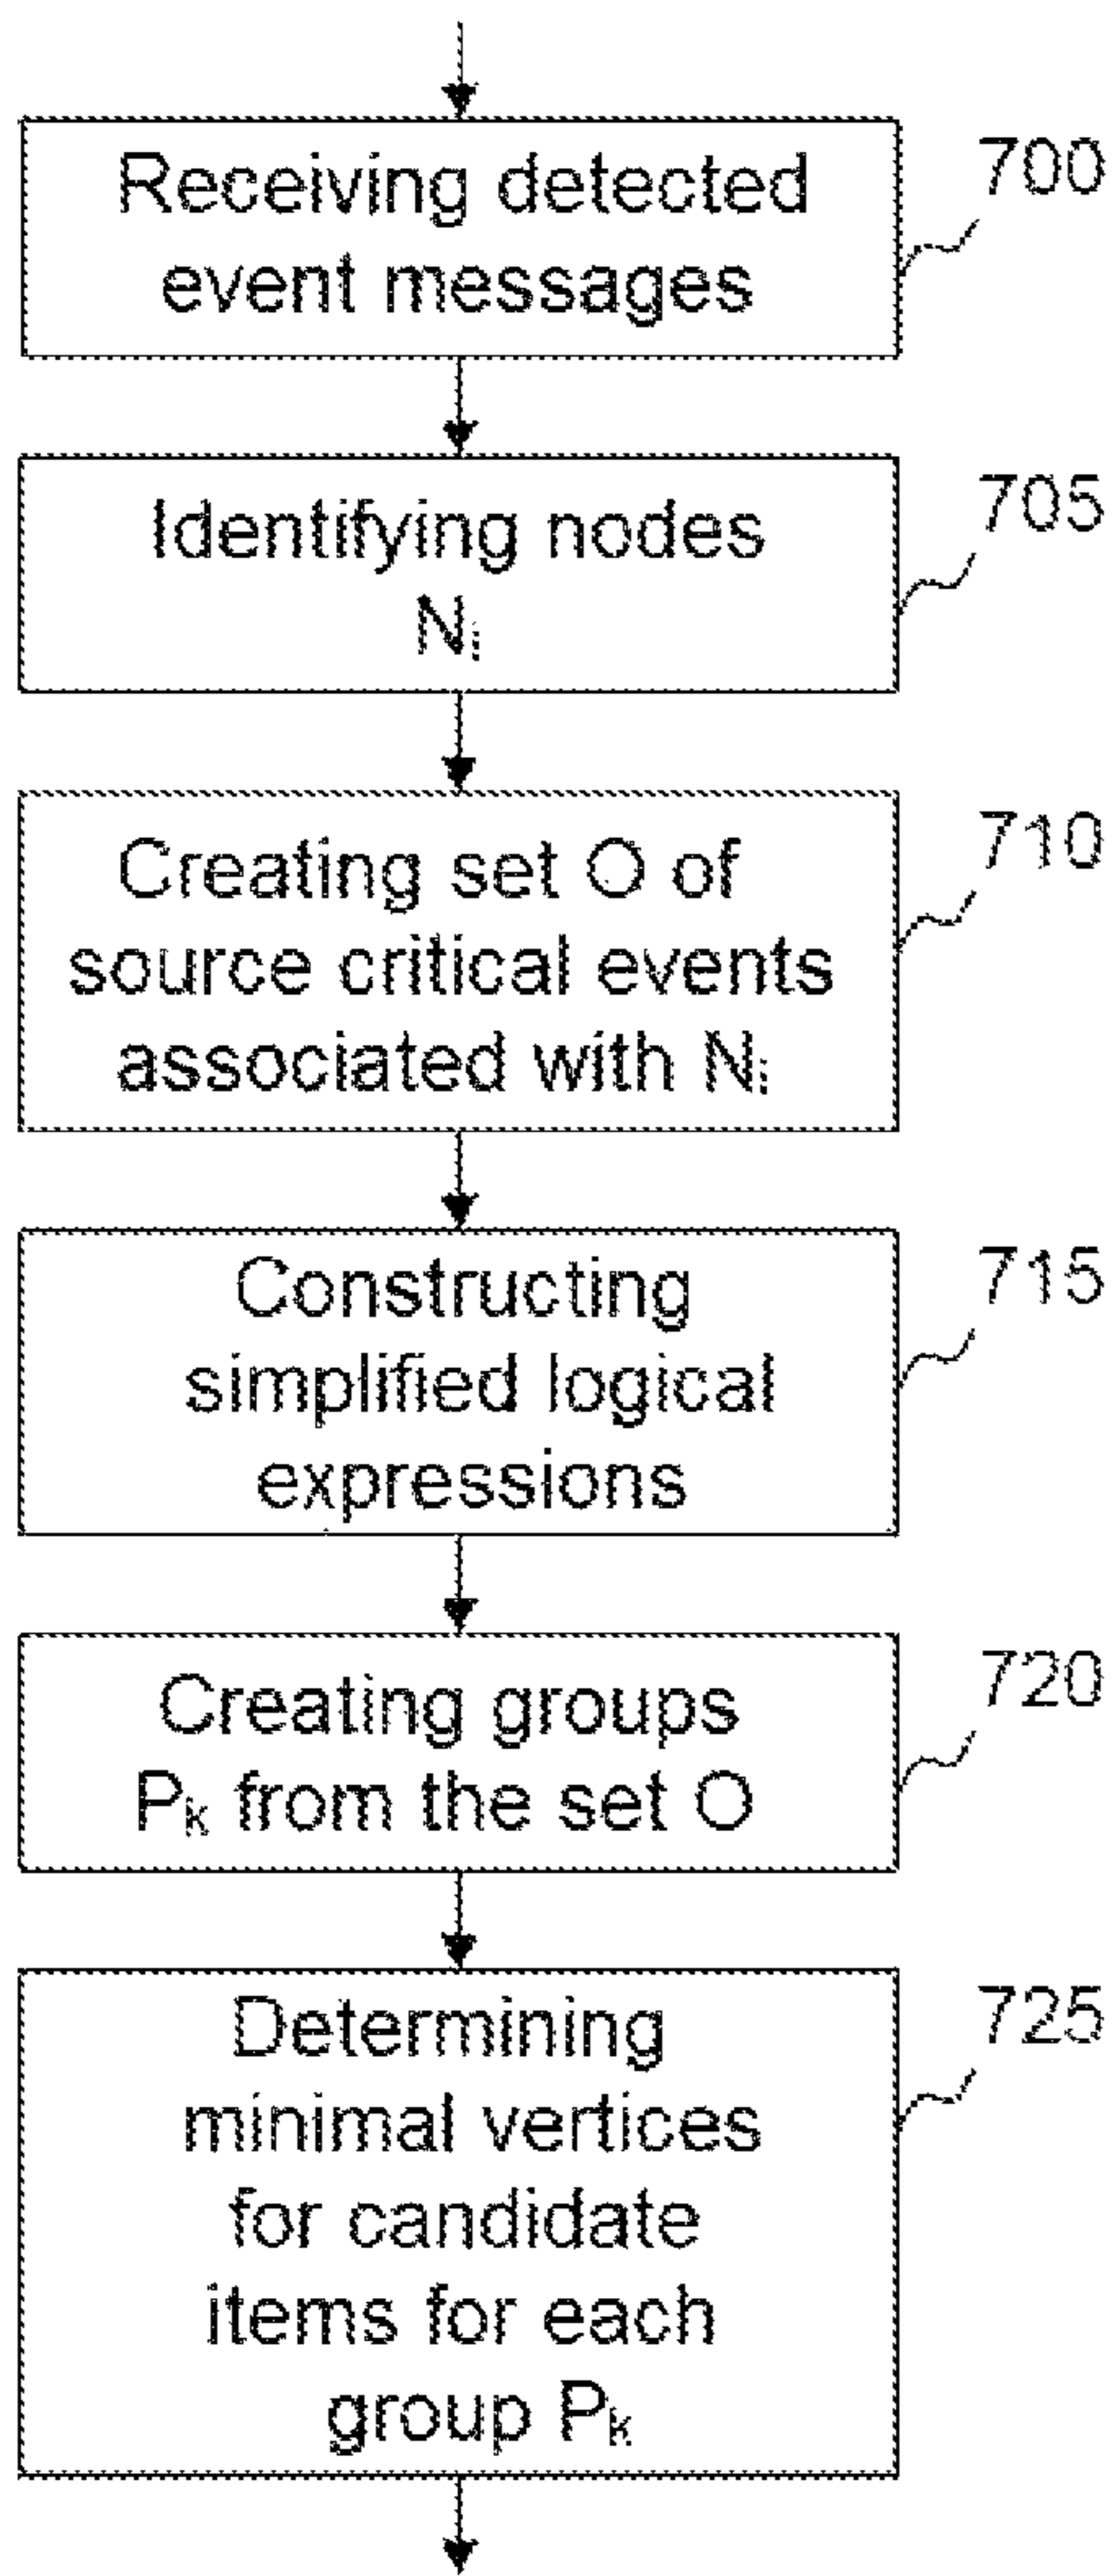 Receiving detected
event messages
700
Identifying nodes
Nᵢ
705
Creating set O of
source critical events
associated with Nᵢ
710
Constructing
simplified logical
expressions
715
Creating groups
Pₖ from the set O
720
Determining
minimal vertices
for candidate
items for each
group Pₖ
725